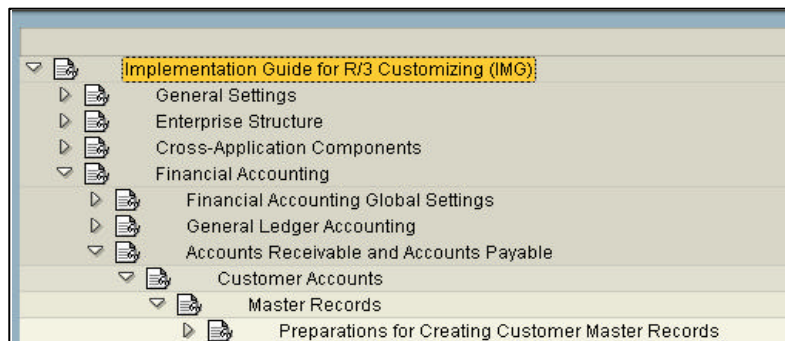 Implementation Guide for R/3 Customizing (IMG)
General Settings
Enterprise Structure
Cross-Application Components
Financial Accounting
Financial Accounting Global Settings
General Ledger Accounting
Accounts Receivable and Accounts Payable
Customer Accounts
Master Records
Preparations for Creating Customer Master Records